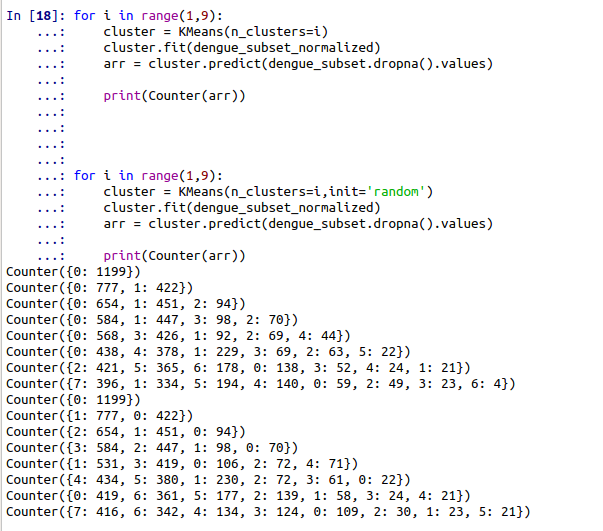 In [18]: for i in range(1,9):
    ...:     cluster = KMeans(n_clusters=i)
    ...:     cluster.fit(dengue_subset_normalized)
    ...:     arr = cluster.predict(dengue_subset.dropna().values)
    ...:
    ...:     print(Counter(arr))
    ...:
    ...:
    ...:
    ...:
    ...: for i in range(1,9):
    ...:     cluster = KMeans(n_clusters=i,init='random')
    ...:     cluster.fit(dengue_subset_normalized)
    ...:     arr = cluster.predict(dengue_subset.dropna().values)
    ...:
    ...:     print(Counter(arr))
Counter({0: 1199})
Counter({0: 777, 1: 422})
Counter({0: 654, 1: 451, 2: 94})
Counter({0: 584, 1: 447, 3: 98, 2: 70})
Counter({0: 568, 3: 426, 1: 92, 2: 69, 4: 44})
Counter({0: 438, 4: 378, 1: 229, 3: 69, 2: 63, 5: 22})
Counter({2: 421, 5: 365, 6: 178, 0: 138, 3: 52, 4: 24, 1: 21})
Counter({7: 396, 1: 334, 5: 194, 4: 140, 0: 59, 2: 49, 3: 23, 6: 4})
Counter({0: 1199})
Counter({1: 777, 0: 422})
Counter({2: 654, 1: 451, 0: 94})
Counter({3: 584, 2: 447, 1: 98, 0: 70})
Counter({1: 531, 3: 419, 0: 106, 2: 72, 4: 71})
Counter({4: 434, 5: 380, 1: 230, 2: 72, 3: 61, 0: 22})
Counter({0: 419, 6: 361, 5: 177, 2: 139, 1: 58, 3: 24, 4: 21})
Counter({7: 416, 6: 342, 4: 134, 3: 124, 0: 109, 2: 30, 1: 23, 5: 21})